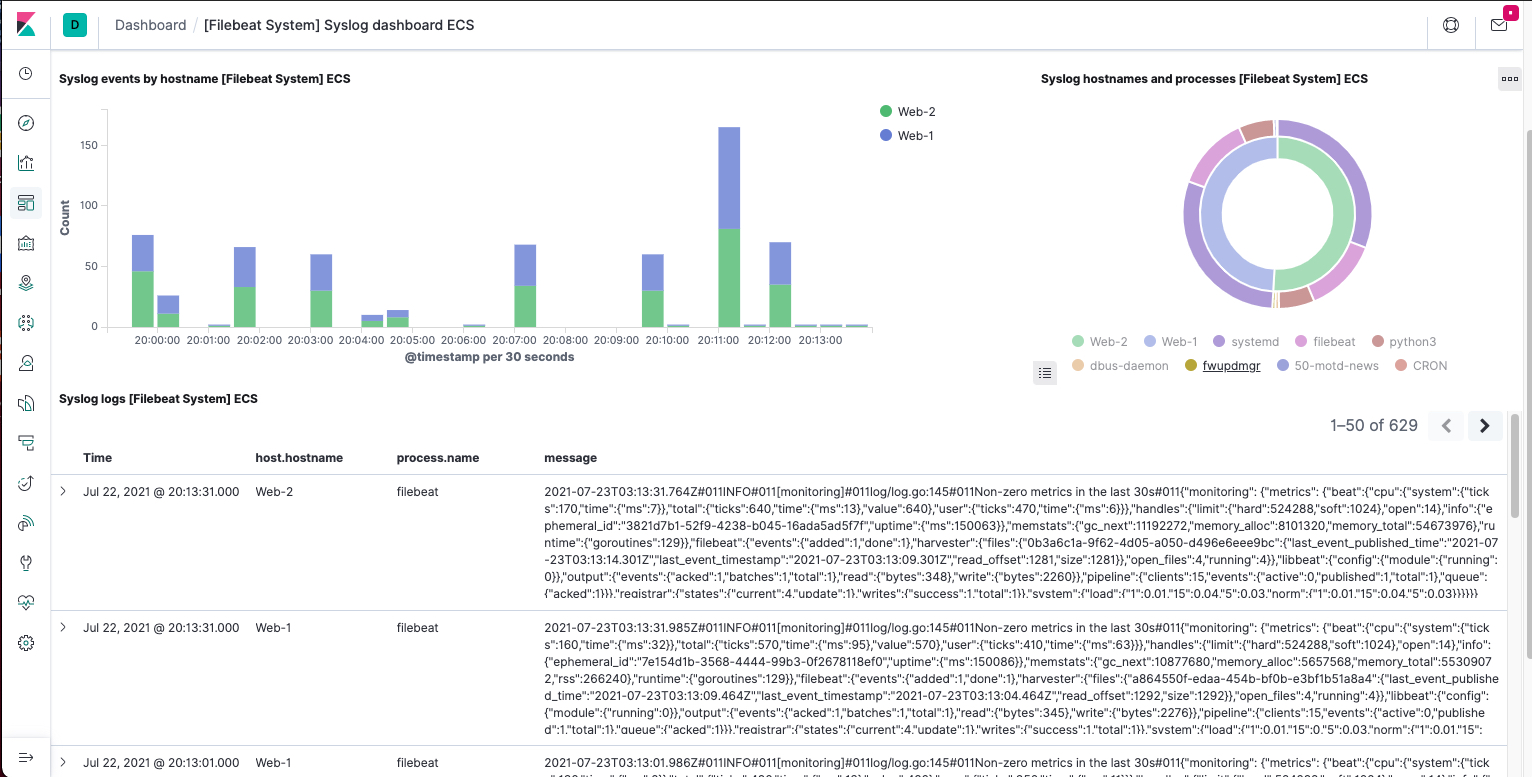 D Dashboard / [Filebeat System] Syslog dashboard ECS
Syslog events by hostname [Filebeat System] ECS
150
100
50
0
Count
20:00:00 20:01:00 20:02:00 20:03:00 20:04:00 20:05:00 20:06:00 20:07:00 20:08:00 20:09:00 20:10:00 20:11:00 20:12:00 20:13:00
@timestamp per 30 seconds
Web-2
Web-1
Syslog hostnames and processes [Filebeat System] ECS
Web-2 Web-1 systemd filebeat python3
dbus-daemon fwupdmgr 50-motd-news CRON
Syslog logs [Filebeat System] ECS
1–50 of 629
Time host.hostname process.name message
Jul 22, 2021 @ 20:13:31.000 Web-2 filebeat 2021-07-23T03:13:31.764Z#011INFO#011[monitoring]#011log/log.go:145#011Non-zero metrics in the last 30s#011{"monitoring": {"metrics": {"beat":{"cpu":{"system":{"tick
s":170,"time":{"ms":7}},"total":{"ticks":640,"time":{"ms":13},"value":640},"user":{"ticks":470,"time":{"ms":6}}},"handles":{"limit":{"hard":524288,"soft":1024},"open":14},"info":{"e
phemeral_id":"3821d7b1-52f9-4238-b045-16ada5ad5f7f","uptime":{"ms":150063}},"memstats":{"gc_next":11192272,"memory_alloc":8101320,"memory_total":54673976},"ru
ntime":{"goroutines":129}},"filebeat":{"events":{"added":1,"done":1},"harvester":{"files":{"0b3a6c1a-9f62-4d05-a050-d496e6eee9bc":{"last_event_published_time":"2021-07
-23T03:13:14.301Z","last_event_timestamp":"2021-07-23T03:13:09.301Z","read_offset":1281,"size":1281}},"open_files":4,"running":4}},"libbeat":{"config":{"module":{"running":
0}},"output":{"events":{"acked":1,"batches":1,"total":1},"read":{"bytes":348},"write":{"bytes":2260}},"pipeline":{"clients":15,"events":{"active":0,"published":1,"total":1},"queue":
{"acked":1}}},"registrar":{"states":{"current":4,"update":1},"writes":{"success":1,"total":1}},"system":{"load":{"1":0.01,"15":0.04,"5":0.03,"norm":{"1":0.01,"15":0.04,"5":0.03}}}}}}
Jul 22, 2021 @ 20:13:31.000 Web-1 filebeat 2021-07-23T03:13:31.985Z#011INFO#011[monitoring]#011log/log.go:145#011Non-zero metrics in the last 30s#011{"monitoring": {"metrics": {"beat":{"cpu":{"system":{"tick
s":160,"time":{"ms":32}},"total":{"ticks":570,"time":{"ms":95},"value":570},"user":{"ticks":410,"time":{"ms":63}}},"handles":{"limit":{"hard":524288,"soft":1024},"open":14},"info":
{"ephemeral_id":"7e154d1b-3568-4444-99b3-0f2678118ef0","uptime":{"ms":150086}},"memstats":{"gc_next":10877680,"memory_alloc":5657568,"memory_total":5530907
2,"rss":266240},"runtime":{"goroutines":129}},"filebeat":{"events":{"added":1,"done":1},"harvester":{"files":{"a864550f-edaa-454b-bf0b-e3bf1b51a8a4":{"last_event_publishe
d_time":"2021-07-23T03:13:09.464Z","last_event_timestamp":"2021-07-23T03:13:04.464Z","read_offset":1292,"size":1292}},"open_files":4,"running":4}},"libbeat":{"config":
{"module":{"running":0}},"output":{"events":{"acked":1,"batches":1,"total":1},"read":{"bytes":345},"write":{"bytes":2276}},"pipeline":{"clients":15,"events":{"active":0,"publishe
d":1,"total":1},"queue":{"acked":1}}},"registrar":{"states":{"current":4,"update":1},"writes":{"success":1,"total":1}},"system":{"load":{"1":0.01,"15":0,"5":0.03,"norm":{"1":0.01,"15":
Jul 22, 2021 @ 20:13:01.000 Web-1 filebeat 2021-07-23T03:13:01.986Z#011INFO#011[monitoring]#011log/log.go:145#011Non-zero metrics in the last 30s#011{"monitoring": {"metrics": {"beat":{"cpu":{"system":{"tick